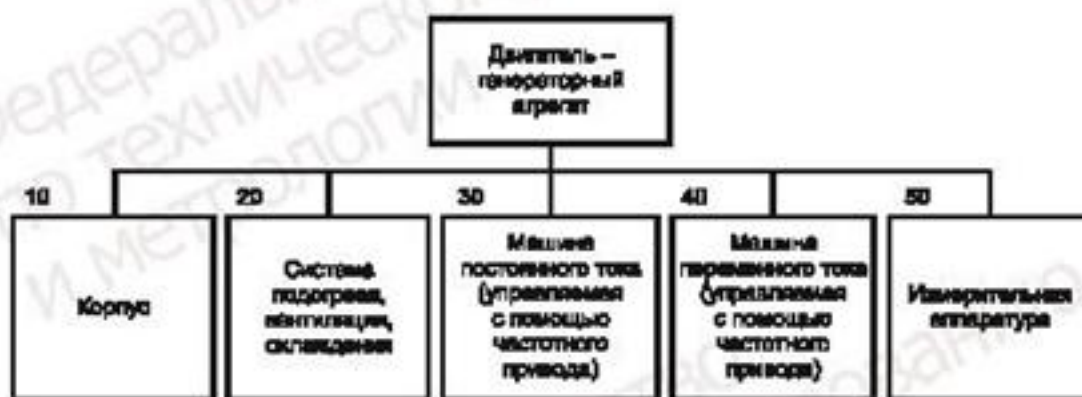 Двигатель –
генераторный
агрегат
10
20
30
40
50
Корпус
Система
подогрева,
вентиляции,
охлаждения
Машина
постоянного тока
(управляемая
с помощью
частотного
привода)
Машина
переменного тока
(управляемая
с помощью
частотного
привода)
Измерительная
аппаратура